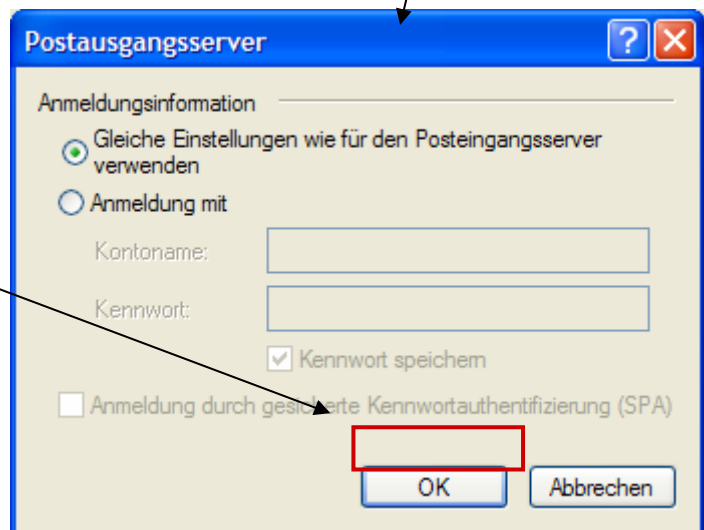 Postausgangsserver
Anmeldungsinformation
Gleiche Einstellungen wie für den Posteingangsserver
verwenden
Anmeldung mit
Kontoname:
Kennwort:
Kennwort speichern
Anmeldung durch gesicherte Kennwortauthentifizierung (SPA)
OK Abbrechen